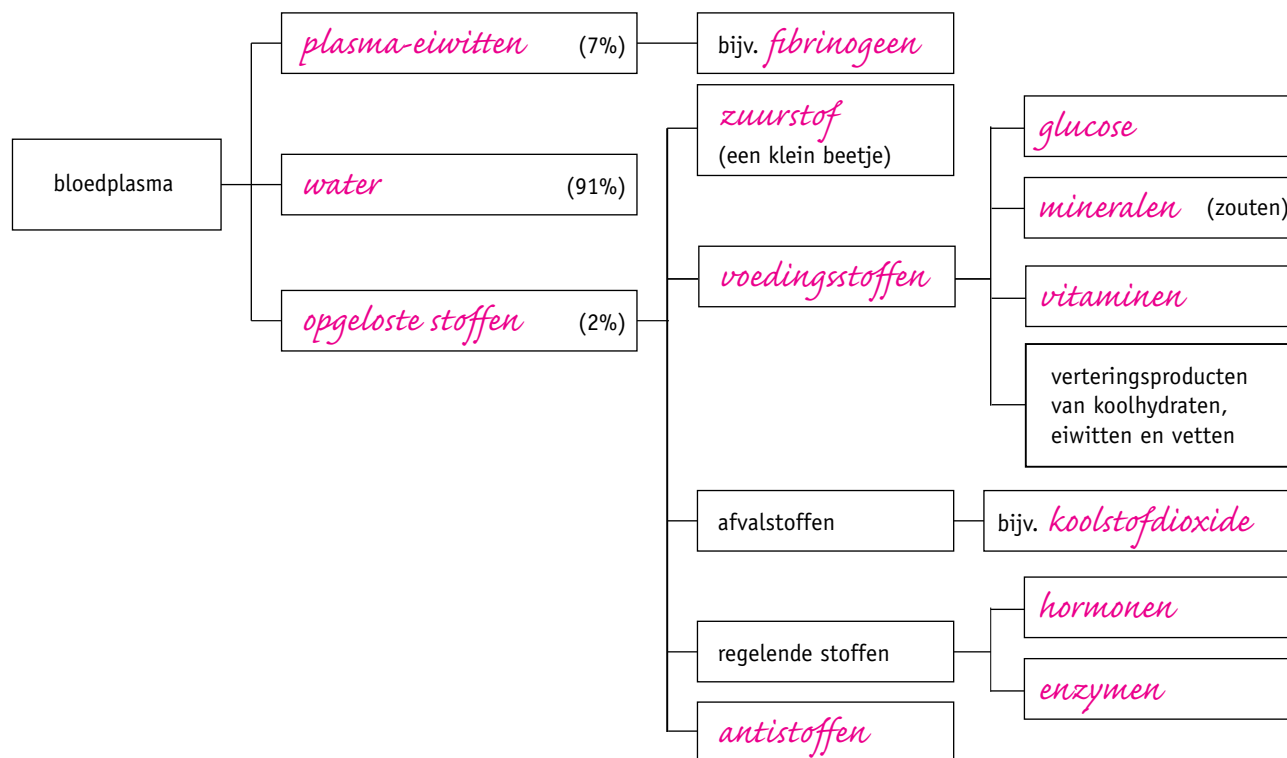 bloedplasma
plasma-eiwitten (7%)
bijv. fibrinogeen
water (91%)
opgeloste stoffen (2%)
zuurstof
(een klein beetje)
voedingsstoffen
glucose
mineralen (zouten)
vitaminen
verteringsproducten
van koolhydraten,
eiwitten en vetten
afvalstoffen
bijv. koolstofdioxide
regelende stoffen
hormonen
enzymen
antistoffen